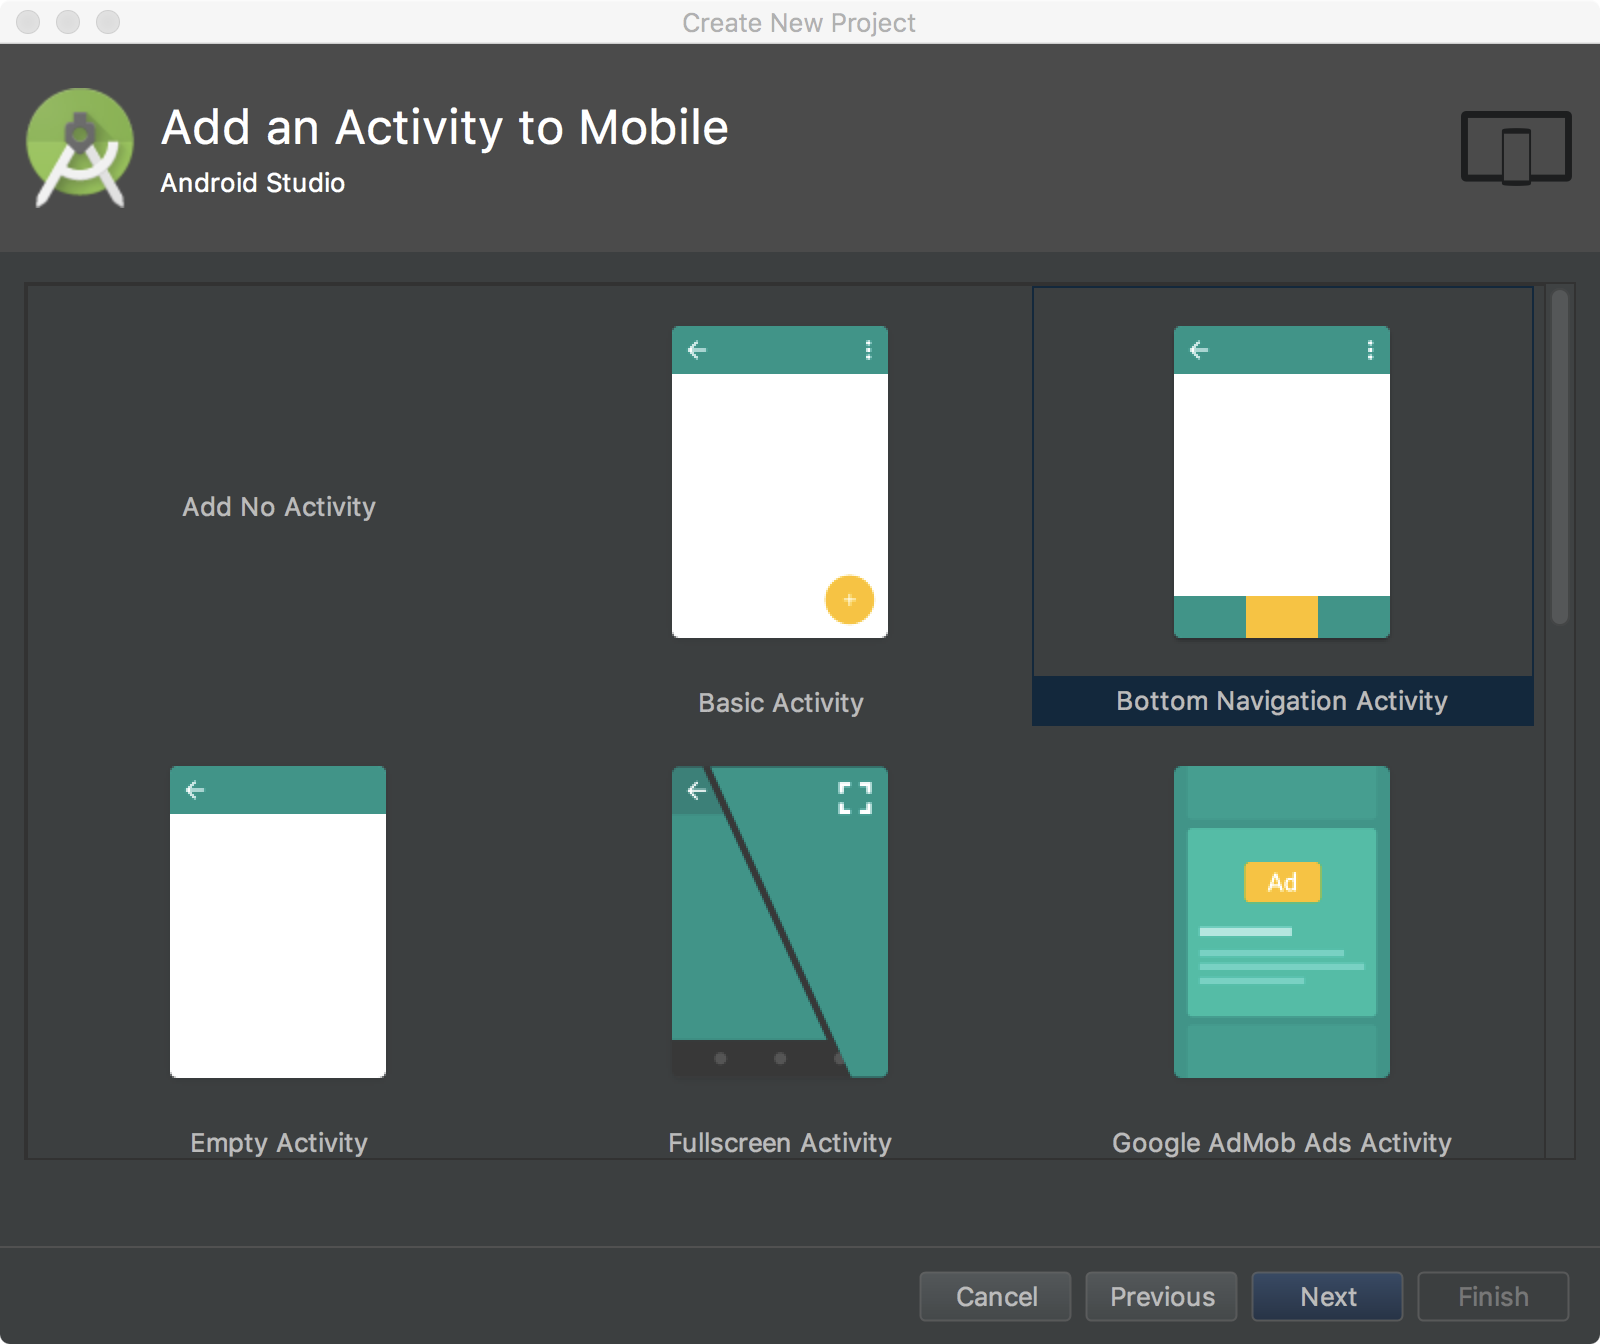 Create New Project
Add an Activity to Mobile
Android Studio
Add No Activity
Basic Activity
Bottom Navigation Activity
Ad
Empty Activity
Fullscreen Activity
Google AdMob Ads Activity
Cancel
Previous
Next
Finish